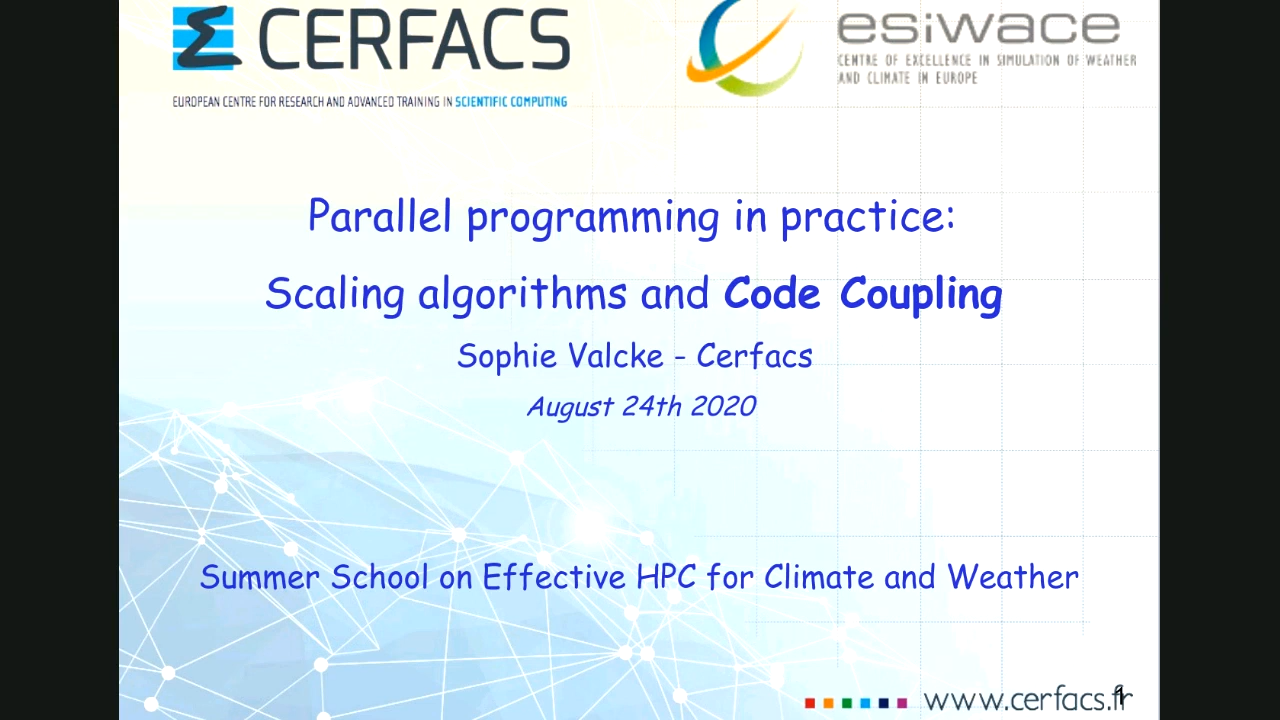 CERFACS
EUROPEAN CENTRE FOR RESEARCH AND ADVANCED TRAINING IN SCIENTIFIC COMPUTING
esiwace
CENTRE OF EXCELLENCE IN SIMULATION OF WEATHER
AND CLIMATE IN EUROPE
Parallel programming in practice:
Scaling algorithms and Code Coupling
Sophie Valcke - Cerfacs
August 24th 2020
Summer School on Effective HPC for Climate and Weather
www.cerfacs.fr